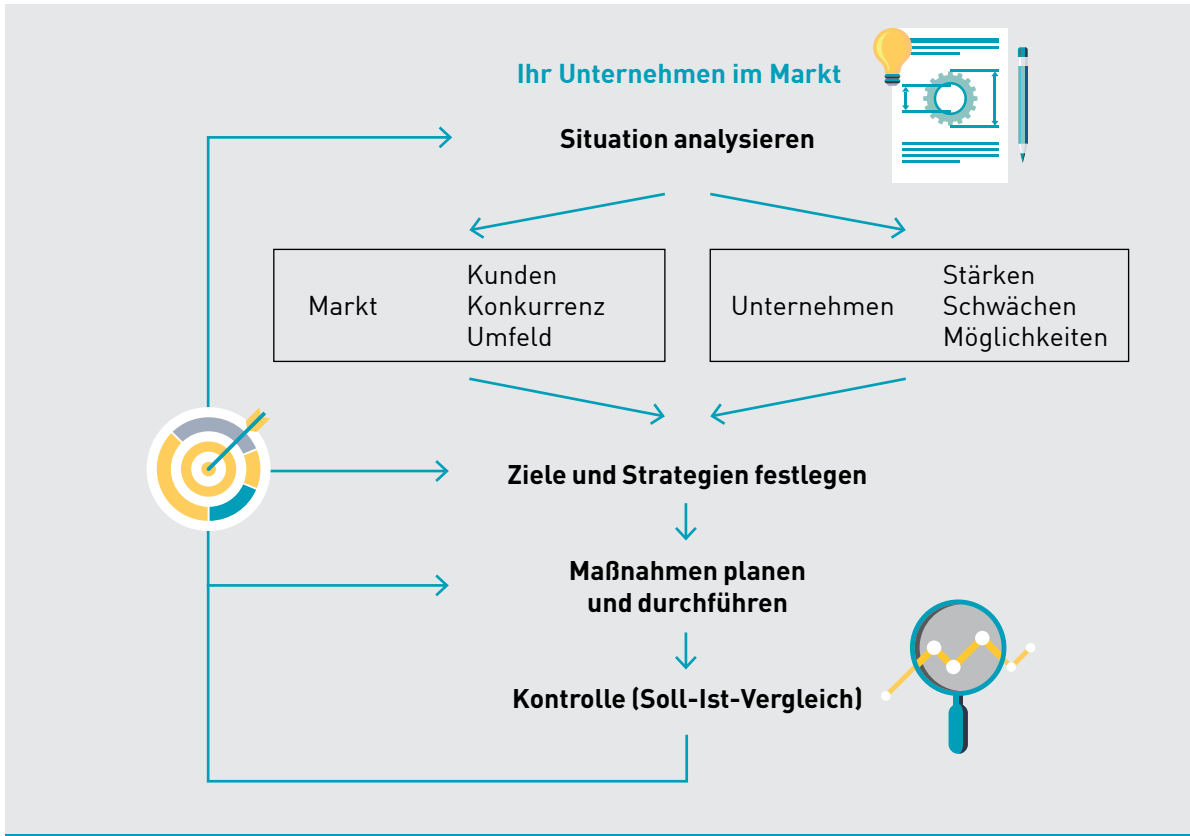 Ihr Unternehmen im Markt
Situation analysieren
Markt
Kunden
Konkurrenz
Umfeld
Unternehmen
Stärken
Schwächen
Möglichkeiten
Ziele und Strategien festlegen
Maßnahmen planen
und durchführen
Kontrolle (Soll-Ist-Vergleich)